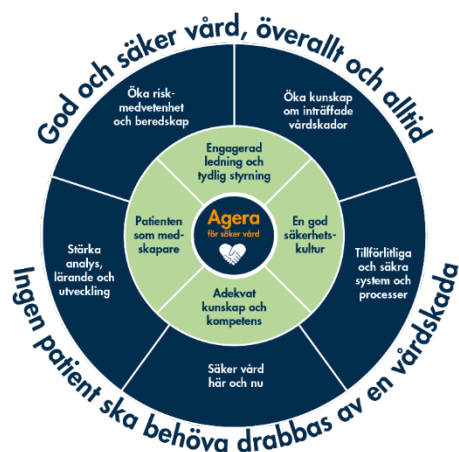 God och säker vård, överallt och alltid
Öka risk-
medvetenhet
och beredskap
Öka kunskap
om inträffade
vårdskador
Engagerad
ledning och
tydlig styrning
Patienten
som med-
skapare
Agera
för säker vård
En god
säkerhets-
kultur
Stärka
analys,
lärande och
utveckling
Tillförlitliga
och säkra
system och
processer
Adekvat
kunskap och
kompetens
Säker vård
här och nu
Ingen patient ska behöva drabbas av en vårdskada